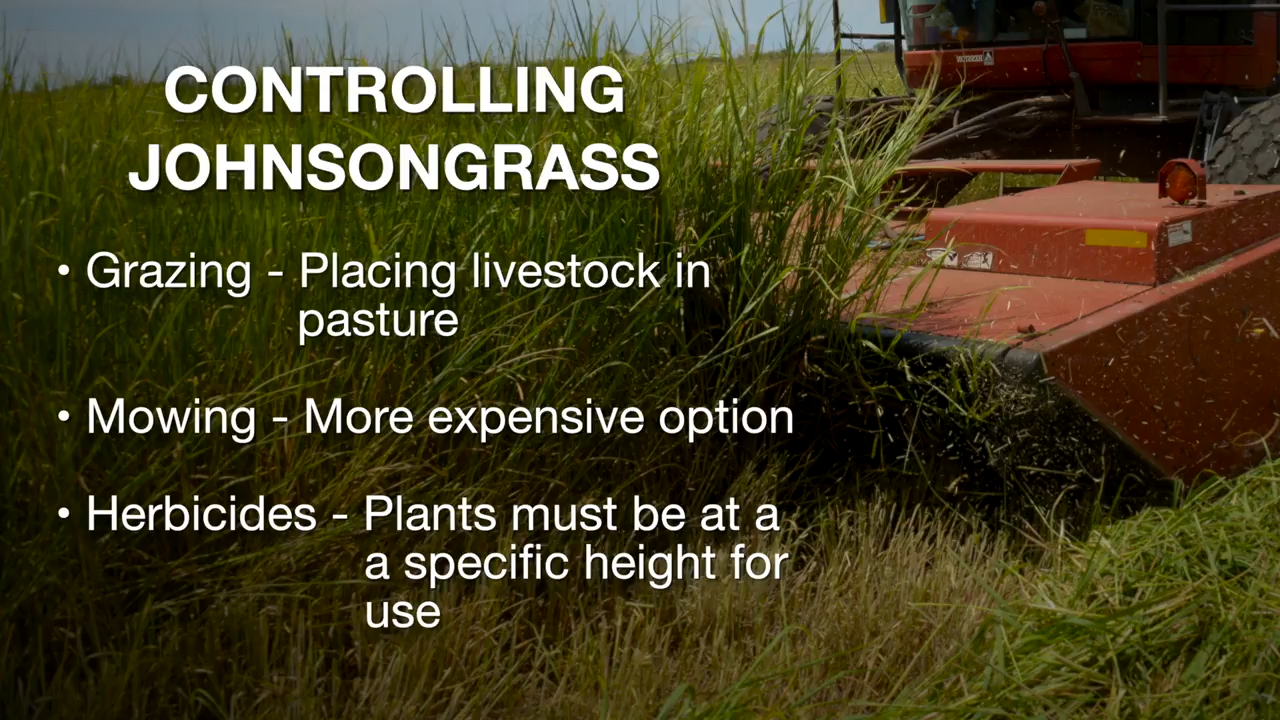 CONTROLLING
JOHNSONGRASS
• Grazing - Placing livestock in
pasture
• Mowing - More expensive option
• Herbicides - Plants must be at a
a specific height for
use